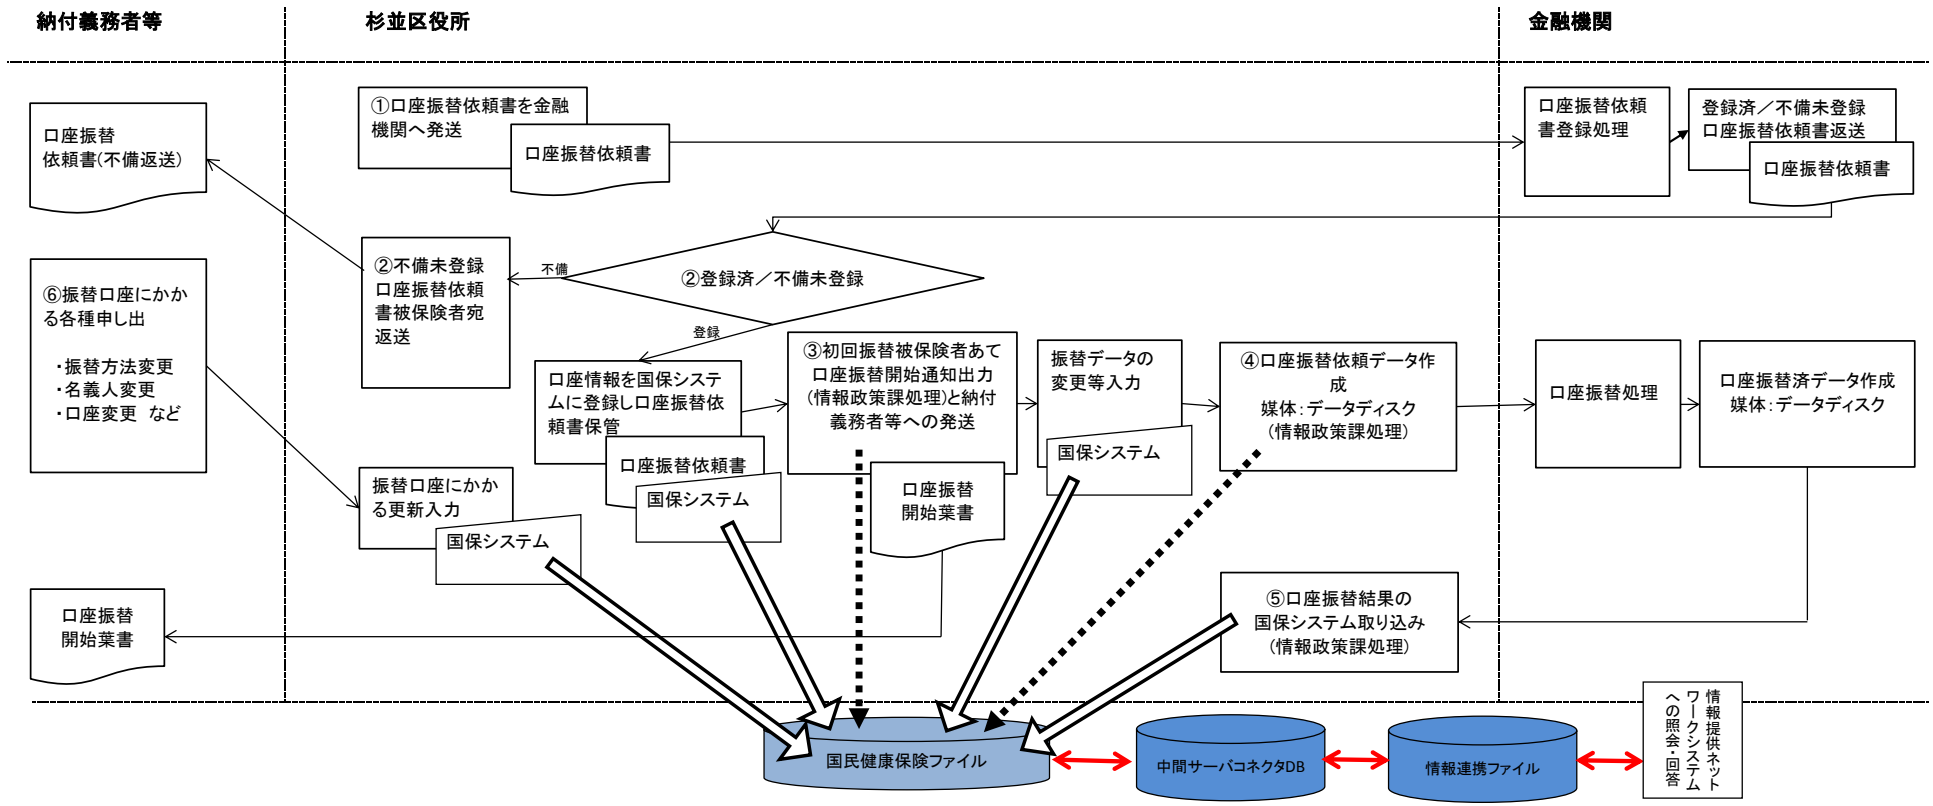 納付義務者等
杉並区役所
金融機関
口座振替
依頼書(不備返送)
①口座振替依頼書を金融
機関へ発送
口座振替依頼書
口座振替依頼
書登録処理
登録済／不備未登録
口座振替依頼書返送
口座振替依頼書
②不備未登録
口座振替依頼
書被保険者宛
返送
不備
②登録済／不備未登録
登録
⑥振替口座にかか
る各種申し出
・振替方法変更
・名義人変更
・口座変更 など
口座情報を国保システ
ムに登録し口座振替依
頼書保管
口座振替依頼書
国保システム
③初回振替被保険者あて
口座振替開始通知出力
(情報政策課処理)と納付
義務者等への発送
口座振替
開始葉書
振替データの
変更等入力
国保システム
④口座振替依頼データ作
成
媒体：データディスク
(情報政策課処理)
口座振替処理
口座振替済データ作成
媒体：データディスク
振替口座にかか
る更新入力
国保システム
口座振替
開始葉書
⑤口座振替結果の
国保システム取り込み
(情報政策課処理)
国民健康保険ファイル
中間サーバコネクタDB
情報連携ファイル
情報提供ネット
ワークシステム
への照会・回答